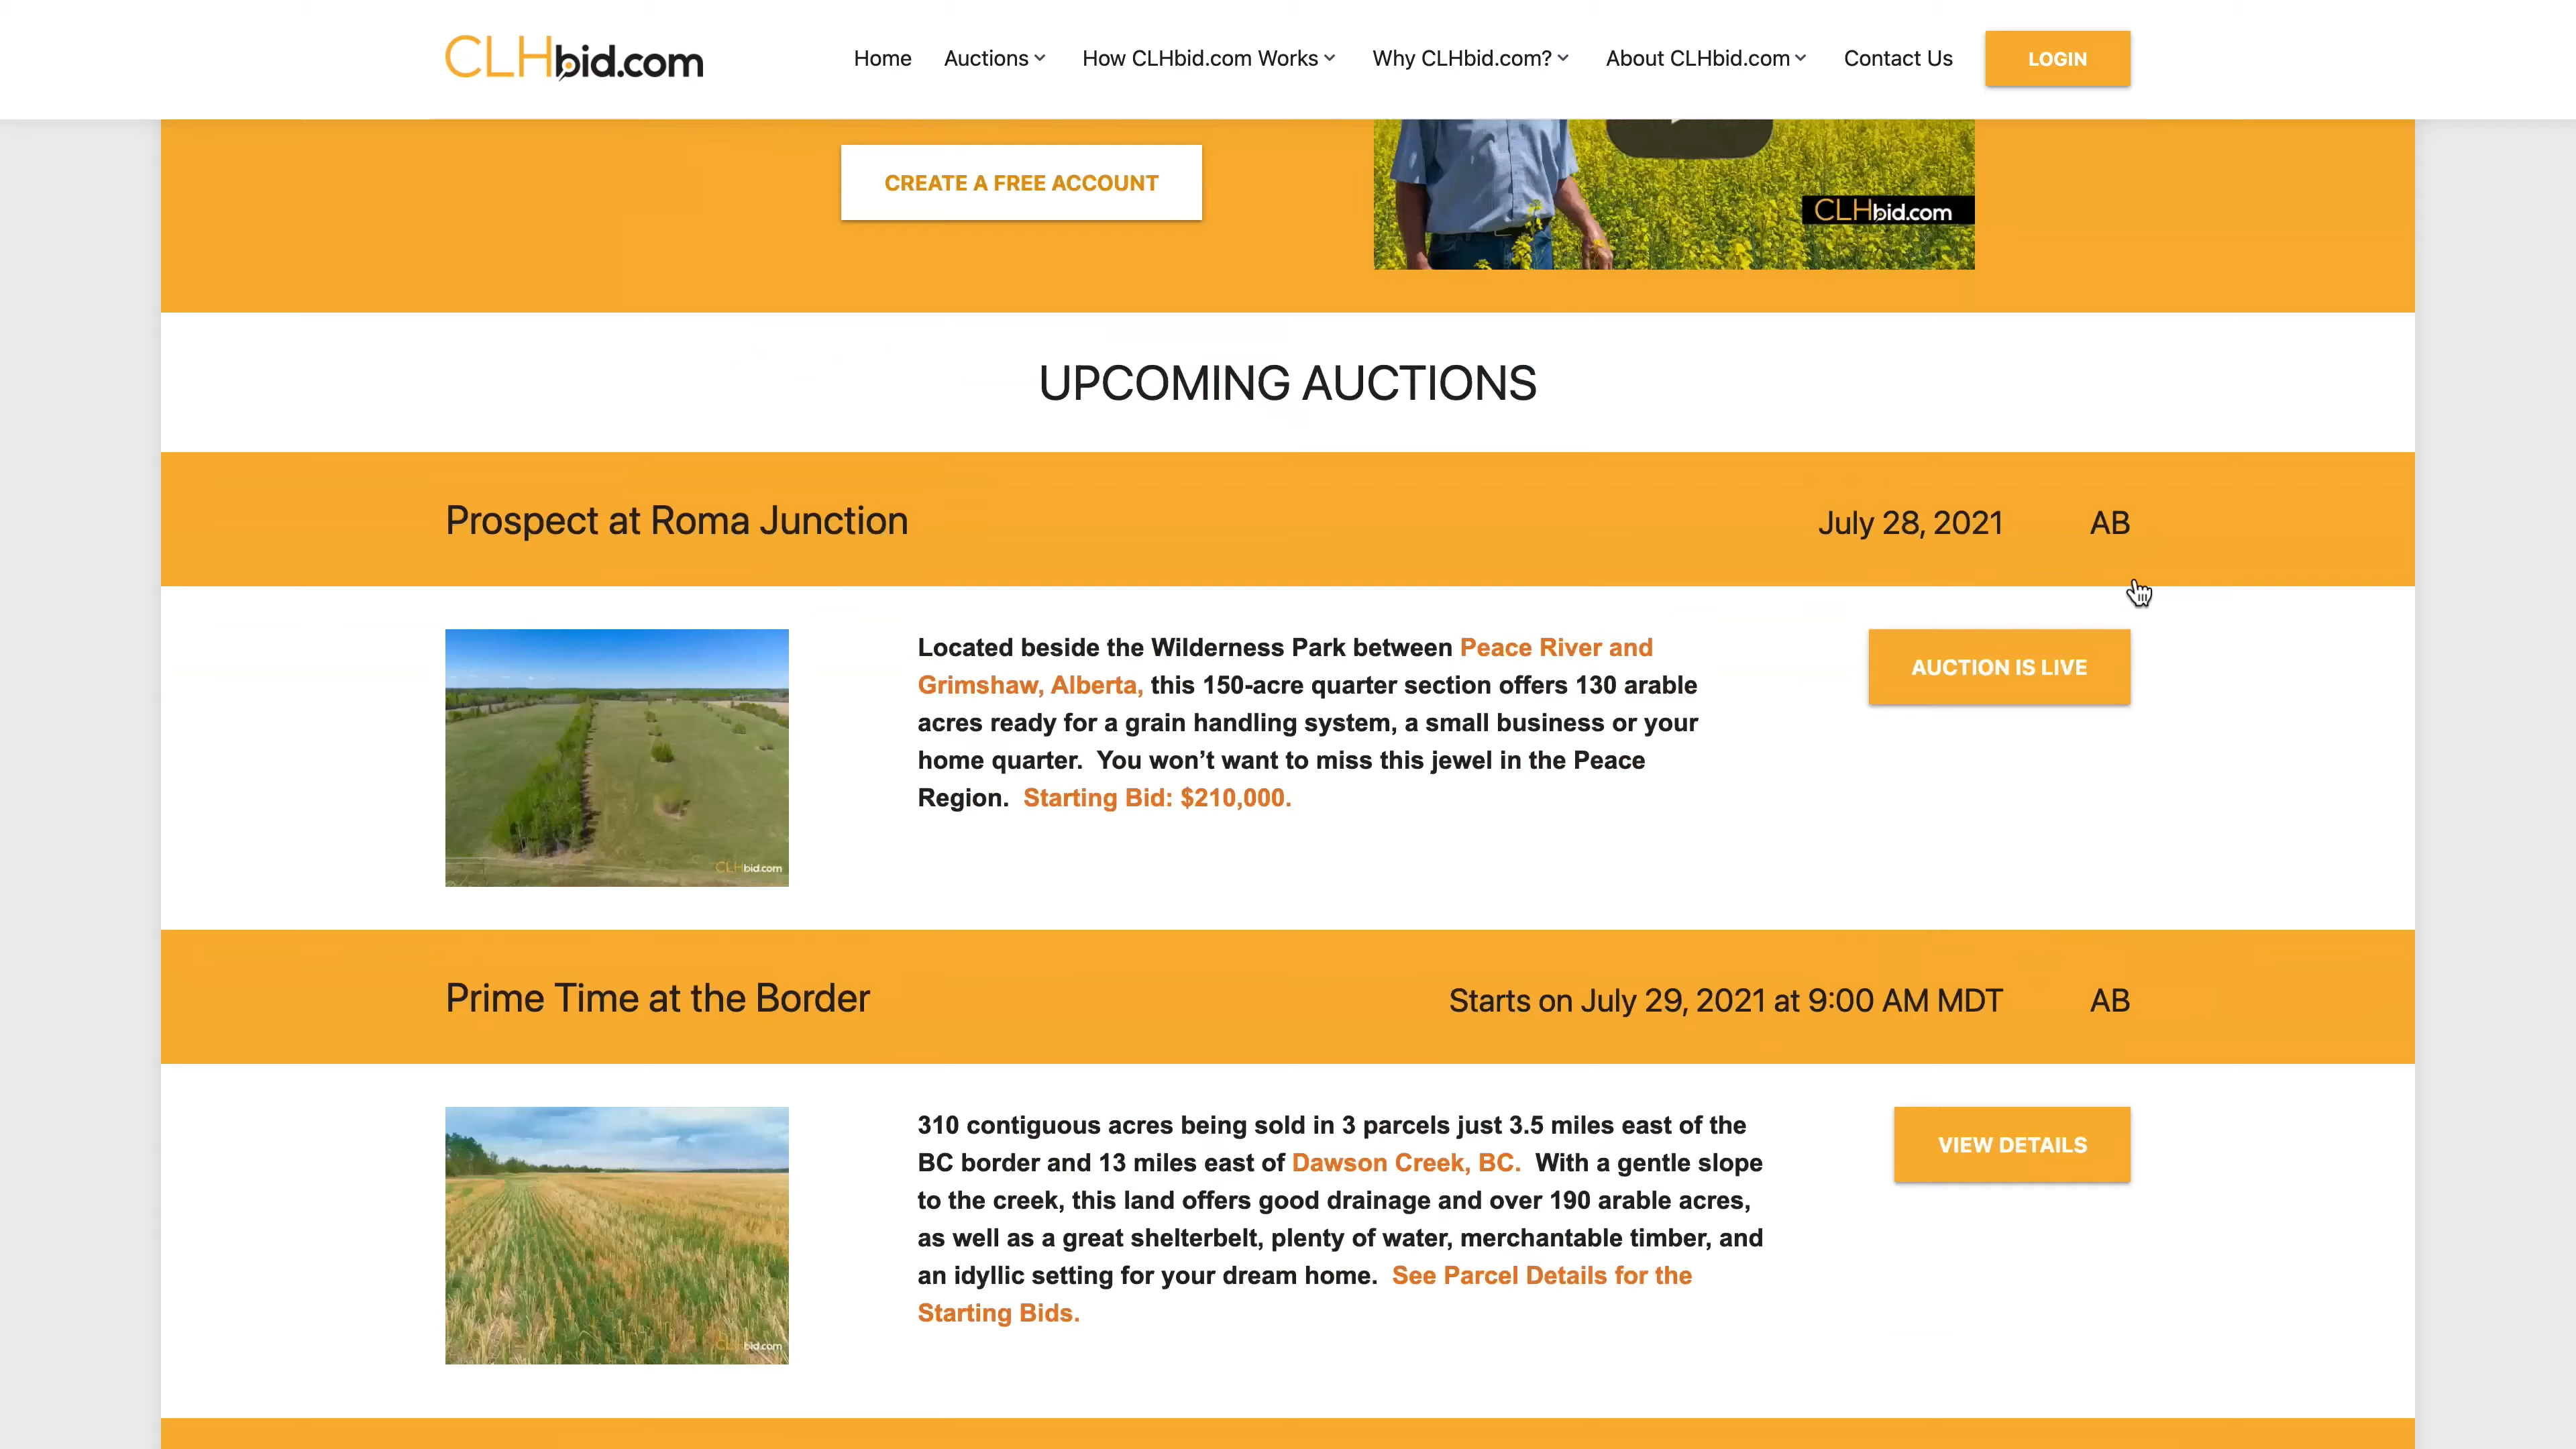 CLHbid.com
Home Auctions How CLHbid.com Works Why CLHbid.com? About CLHbid.com Contact Us LOGIN
CREATE A FREE ACCOUNT
CLHbid.com
UPCOMING AUCTIONS
Prospect at Roma Junction July 28, 2021 AB
Located beside the Wilderness Park between Peace River and
Grimshaw, Alberta, this 150-acre quarter section offers 130 arable
acres ready for a grain handling system, a small business or your
home quarter. You won’t want to miss this jewel in the Peace
Region. Starting Bid: $210,000.
AUCTION IS LIVE
CLHbid.com
Prime Time at the Border Starts on July 29, 2021 at 9:00 AM MDT AB
310 contiguous acres being sold in 3 parcels just 3.5 miles east of the
BC border and 13 miles east of Dawson Creek, BC. With a gentle slope
to the creek, this land offers good drainage and over 190 arable acres,
as well as a great shelterbelt, plenty of water, merchantable timber, and
an idyllic setting for your dream home. See Parcel Details for the
Starting Bids.
VIEW DETAILS
CLHbid.com